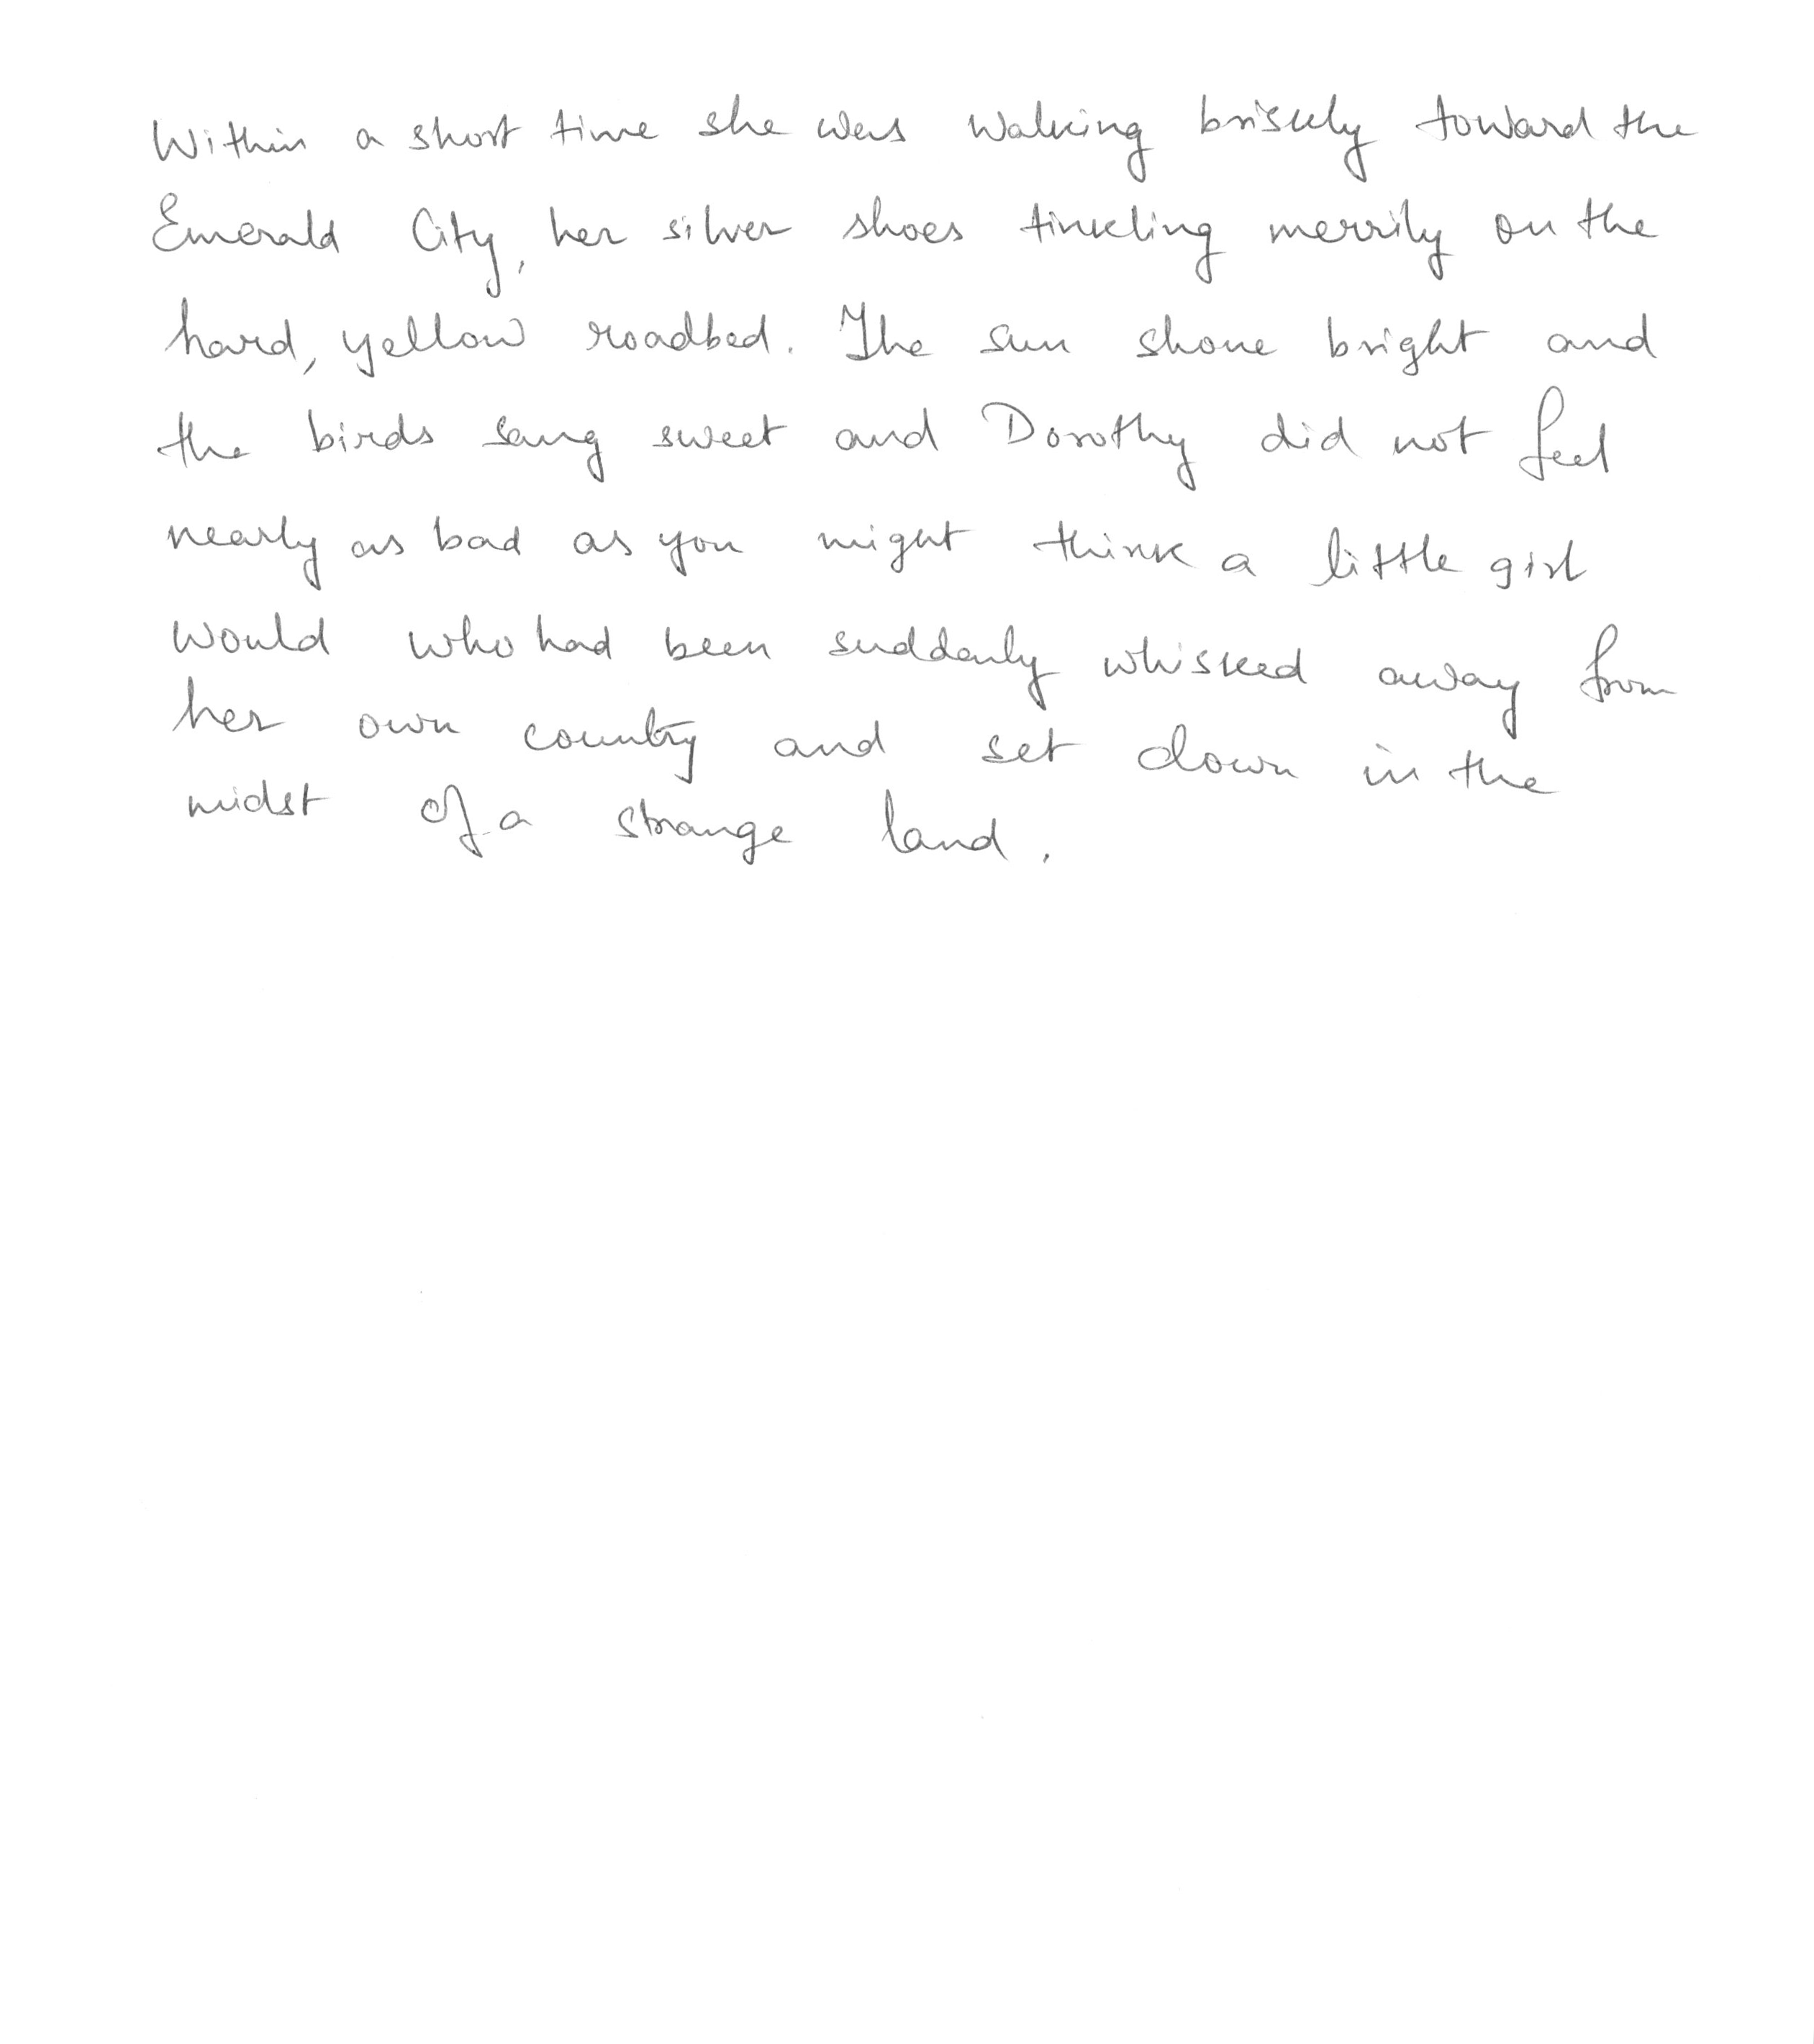 Within a short time she was walking briskly toward the
Emerald City, her silver shoes tinkling merrily on the
hard, yellow roadbed. The sun shone bright and
the birds sang sweet and Dorothy did not feel
nearly as bad as you might think a little girl
would who had been suddenly whisked away from
her own country and set down in the
midst of a strange land.